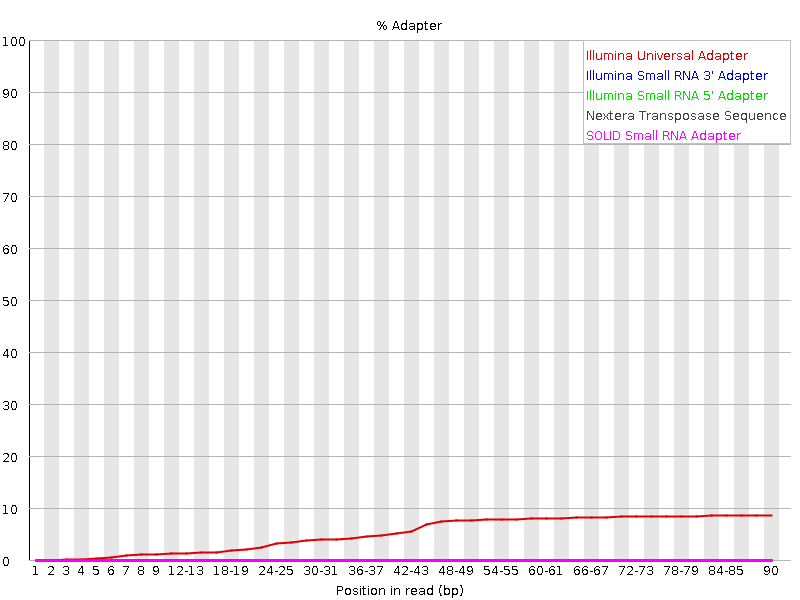 % Adapter
100
90
80
70
60
50
40
30
20
10
0
Illumina Universal Adapter
Illumina Small RNA 3' Adapter
Illumina Small RNA 5' Adapter
Nextera Transposase Sequence
SOLID Small RNA Adapter
1 2 3 4 5 6 7 8 9 12-13 18-19 24-25 30-31 36-37 42-43 48-49 54-55 60-61 66-67 72-73 78-79 84-85 90
Position in read (bp)